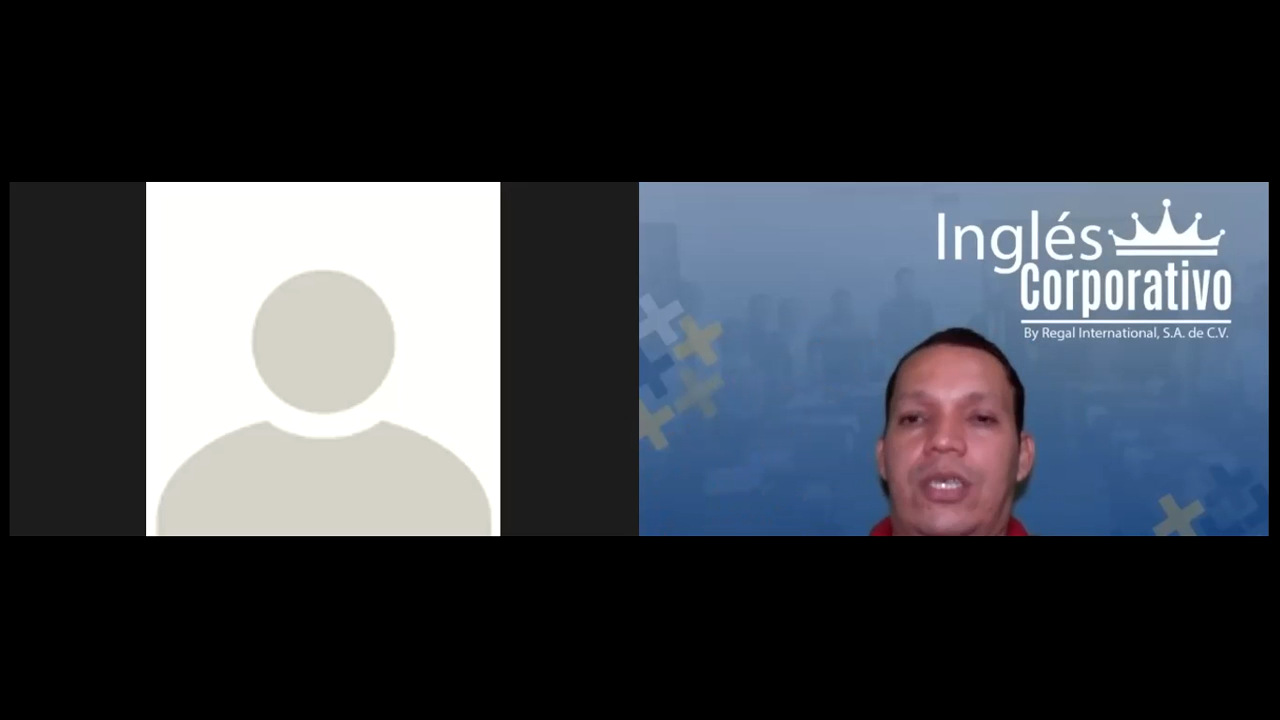 Inglés
Corporativo
By Regal International, S.A. de C.V.